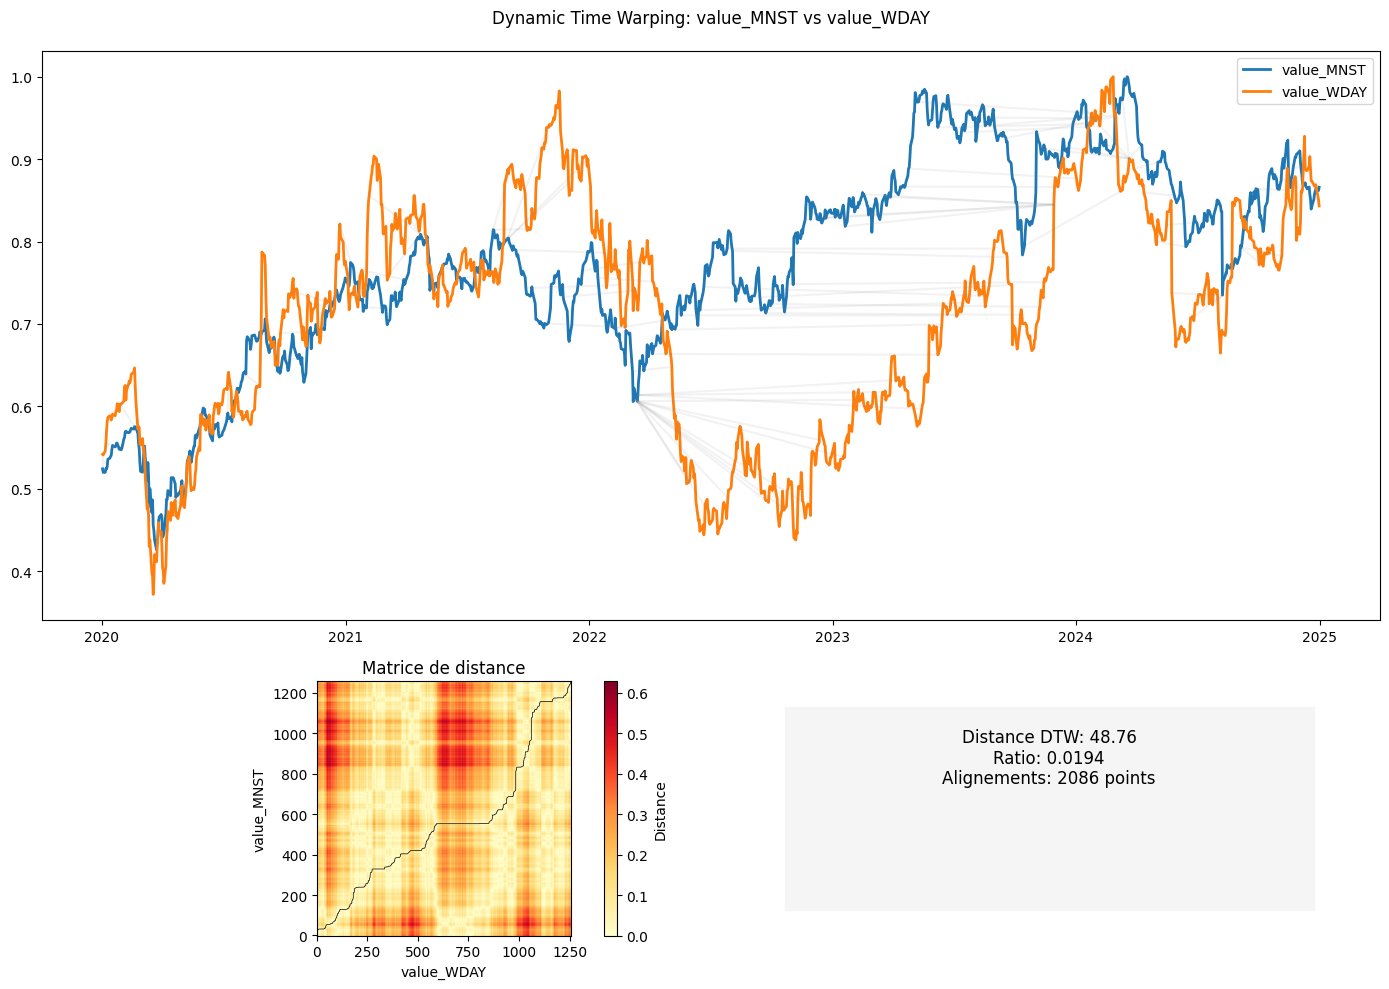 Dynamic Time Warping: value_MNST vs value_WDAY
value_MNST
value_WDAY
1.0
0.9
0.8
0.7
0.6
0.5
0.4
2020 2021 2022 2023 2024 2025
Matrice de distance
value_MNST
1200
1000
800
600
400
200
0
0 250 500 750 1000 1250
value_WDAY
0.6
0.5
0.4
0.3
0.2
0.1
0.0
Distance
Distance DTW: 48.76
Ratio: 0.0194
Alignements: 2086 points